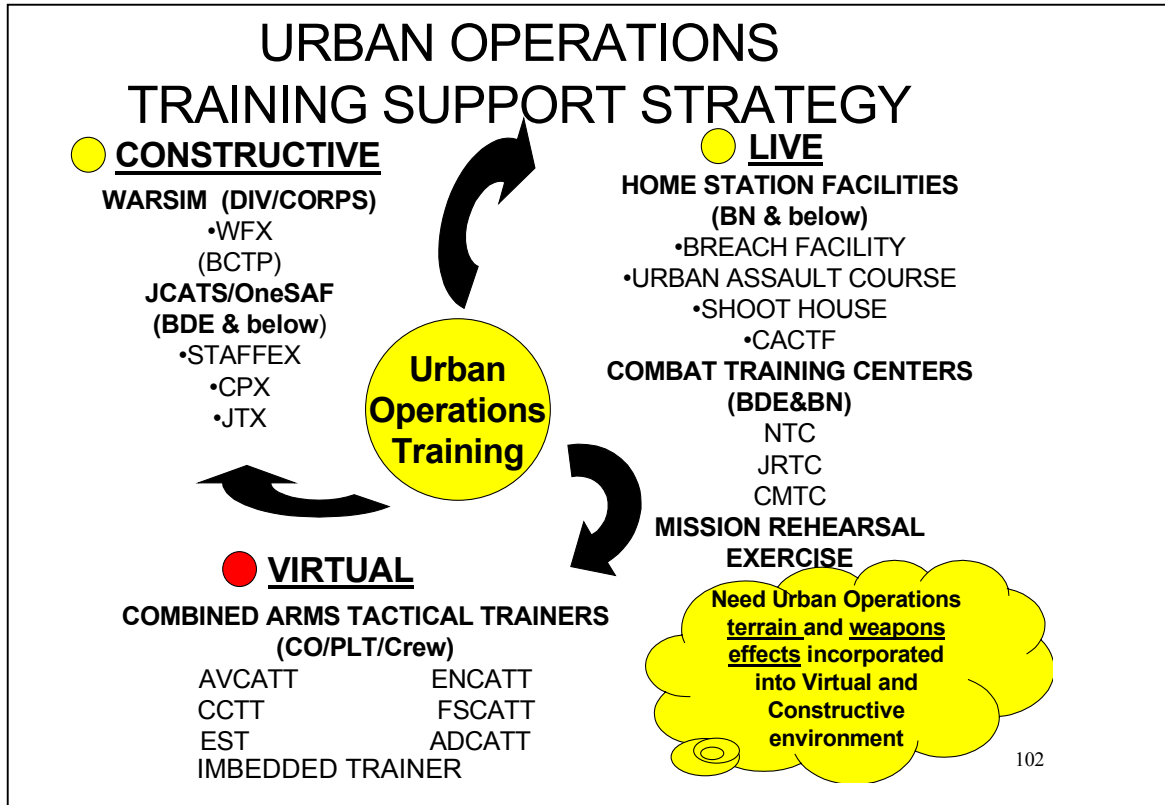 URBAN OPERATIONS
TRAINING SUPPORT STRATEGY
CONSTRUCTIVE
WARSIM (DIV/CORPS)
•WFX
(BCTP)
JCATS/OneSAF
(BDE & below)
•STAFFEX
•CPX
•JTX
LIVE
HOME STATION FACILITIES
(BN & below)
•BREACH FACILITY
•URBAN ASSAULT COURSE
•SHOOT HOUSE
•CACTF
COMBAT TRAINING CENTERS
(BDE&BN)
NTC
JRTC
CMTC
MISSION REHEARSAL
EXERCISE
Urban
Operations
Training
VIRTUAL
COMBINED ARMS TACTICAL TRAINERS
(CO/PLT/Crew)
AVCATT ENCATT
CCTT FSCATT
EST ADCATT
IMBEDDED TRAINER
Need Urban Operations
terrain and weapons
effects incorporated
into Virtual and
Constructive
environment
102